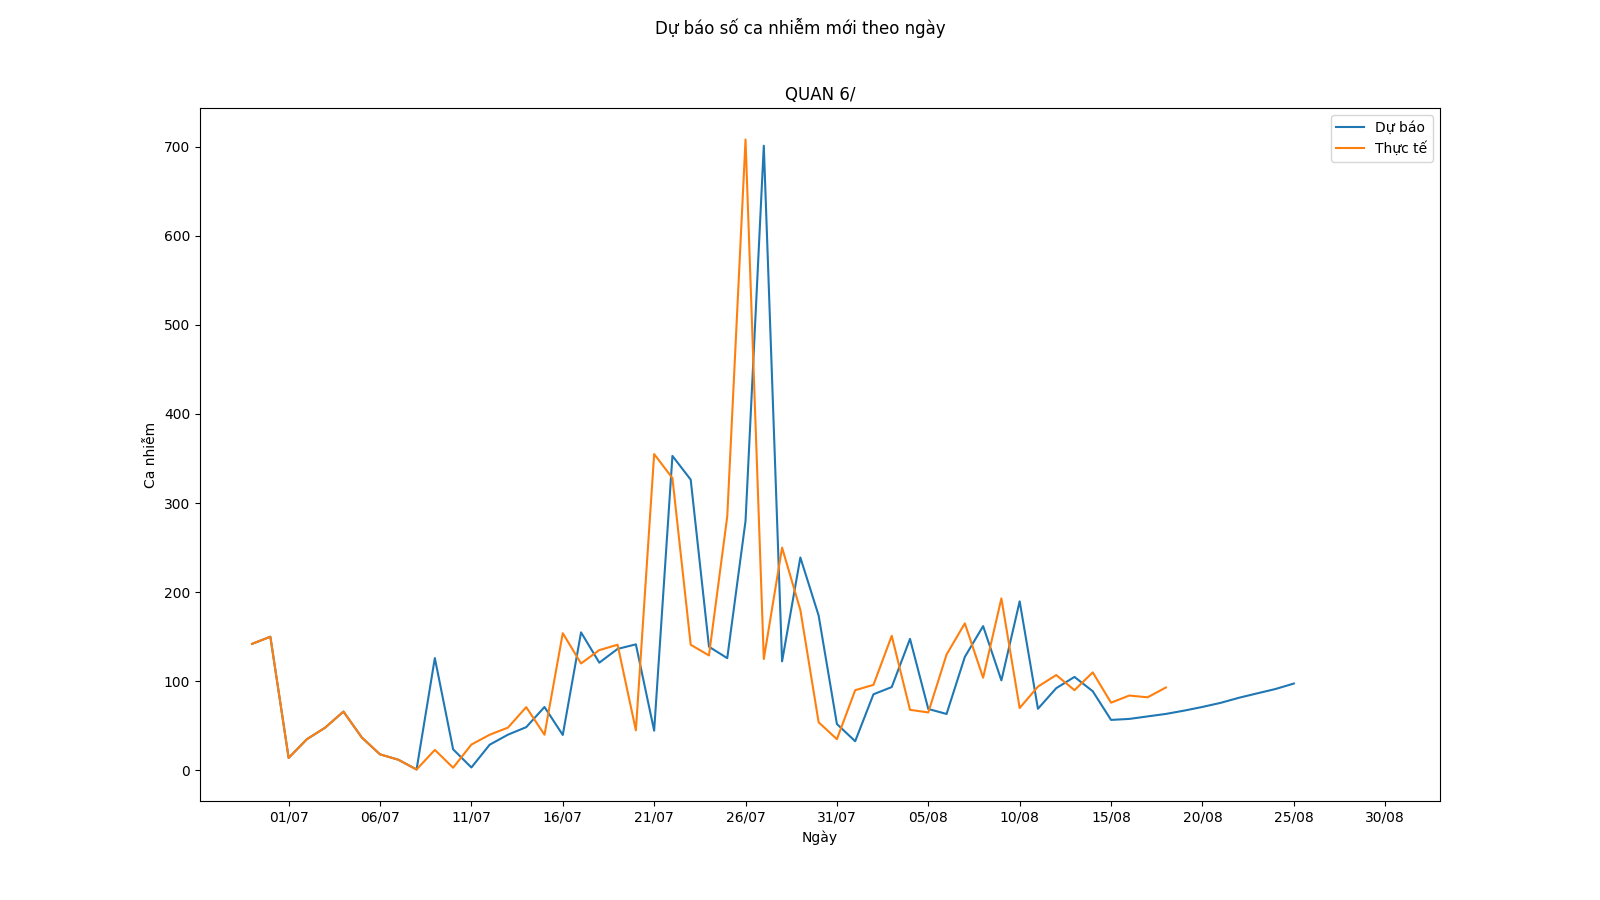 Dự báo số ca nhiễm mới theo ngày
QUAN 6/
Dự báo
Thực tế
700
600
500
400
300
200
100
0
Ca nhiễm
01/07 06/07 11/07 16/07 21/07 26/07 31/07 05/08 10/08 15/08 20/08 25/08 30/08
Ngày